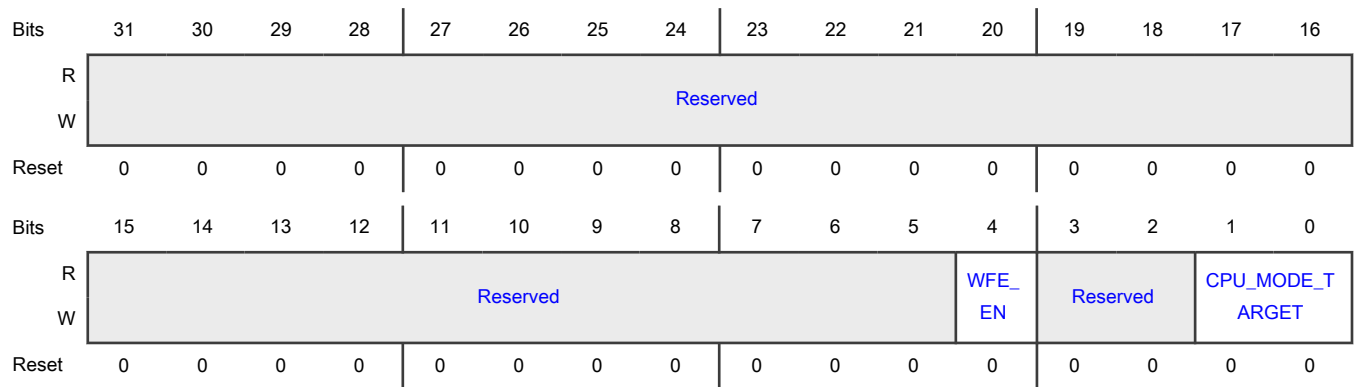 Bits 31 30 29 28 27 26 25 24 23 22 21 20 19 18 17 16
R
Reserved
W
Reset 0 0 0 0 0 0 0 0 0 0 0 0 0 0 0 0
Bits 15 14 13 12 11 10 9 8 7 6 5 4 3 2 1 0
R WFE_ CPU_MODE_T
Reserved Reserved
W EN ARGET
Reset 0 0 0 0 0 0 0 0 0 0 0 0 0 0 0 0